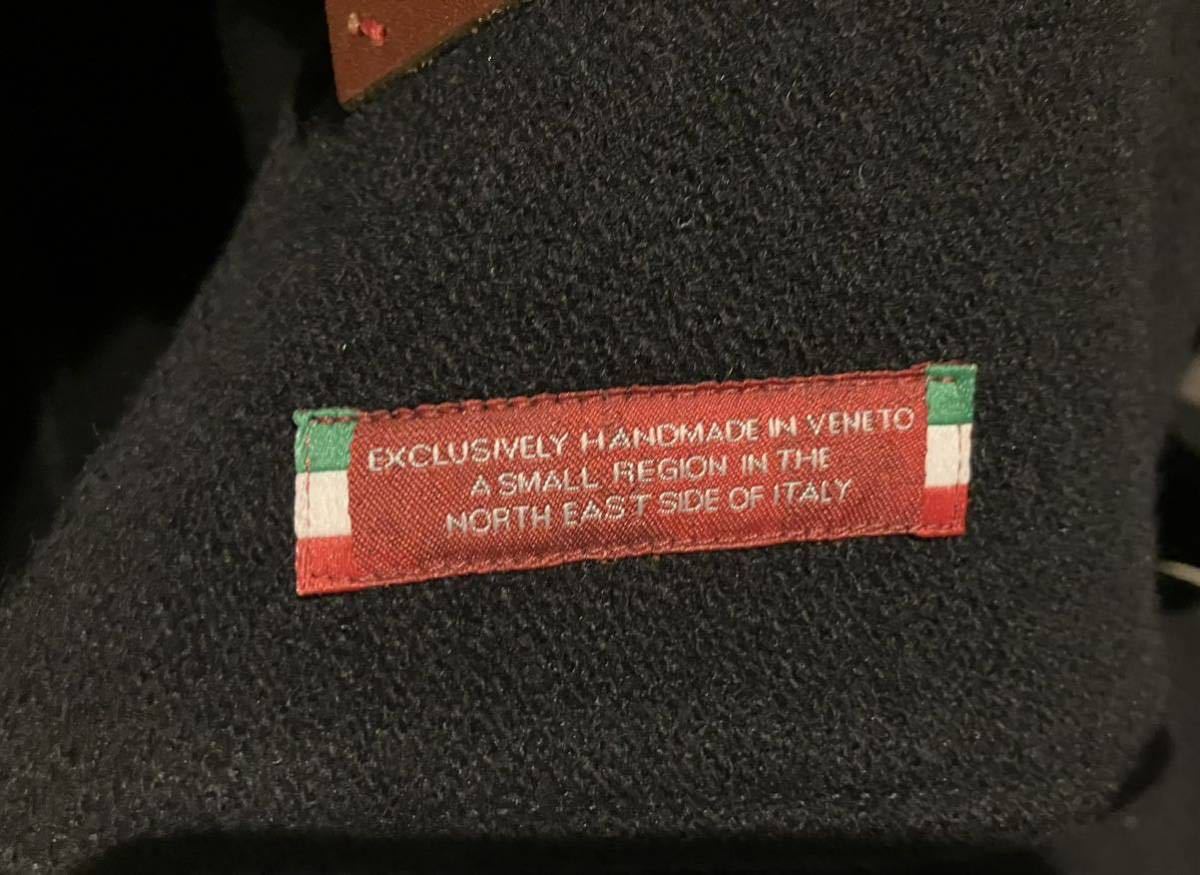 EXCLUSIVELY HANDMADE IN VENETO
A SMALL REGION IN THE
NORTH EAST SIDE OF ITALY